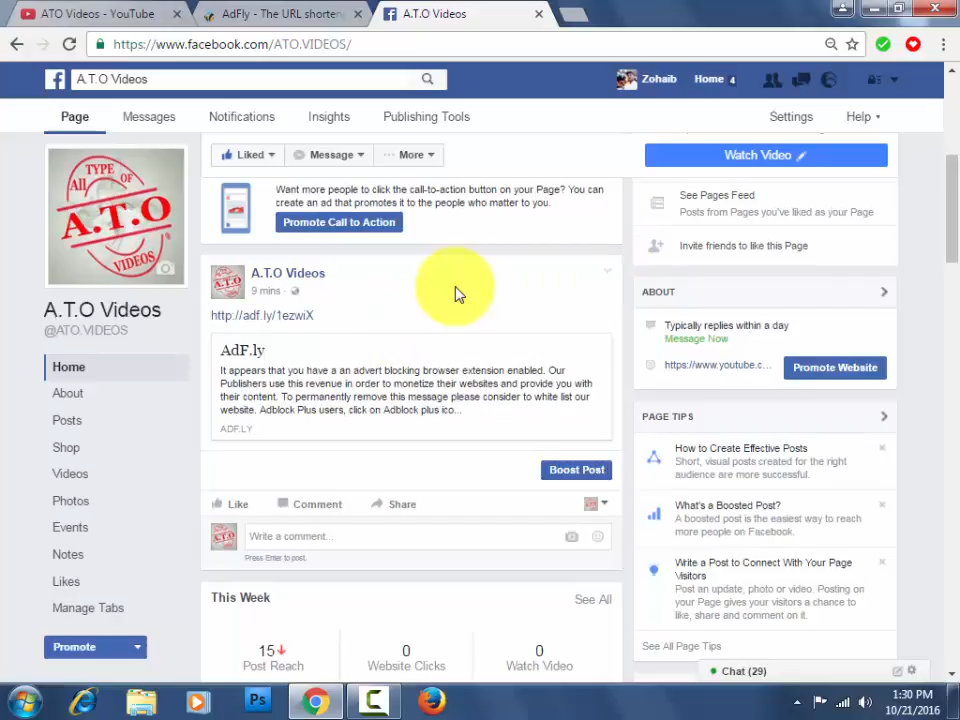 ATO Videos - YouTube
AdFly - The URL shorten
A.T.O Videos
https://www.facebook.com/ATO.VIDEOS/
A.T.O Videos
Zohaib
Home 4
Page
Messages
Notifications
Insights
Publishing Tools
Settings
Help
Liked
Message
More
Watch Video
ALL TYPE OF
A.T.O
VIDEOS
Want more people to click the call-to-action button on your Page? You can
create an ad that promotes it to the people who matter to you.
Promote Call to Action
See Pages Feed
Posts from Pages you've liked as your Page
Invite friends to like this Page
A.T.O Videos
9 mins ·
http://adf.ly/1ezwiX
AdF.ly
It appears that you have a an advert blocking browser extension enabled. Our
Publishers use this revenue in order to monetize their websites and provide you with
their content. To permanently remove this message please consider to white list our
website. Adblock Plus users, click on Adblock plus ico...
ADF.LY
Boost Post
Like
Comment
Share
Write a comment...
Press Enter to post.
This Week
See All
15
Post Reach
0
Website Clicks
0
Watch Video
A.T.O Videos
@ATO.VIDEOS
Home
About
Posts
Shop
Videos
Photos
Events
Notes
Likes
Manage Tabs
Promote
ABOUT
Typically replies within a day
Message Now
https://www.youtube.c...
Promote Website
PAGE TIPS
How to Create Effective Posts
Short, visual posts created for the right
audience are more successful.
What's a Boosted Post?
A boosted post is the easiest way to reach
more people on Facebook.
Write a Post to Connect With Your Page
Visitors
Post an update, photo or video. Posting on
your Page gives your visitors a chance to
like, share and comment on it.
See All Page Tips
Chat (29)
Ps
1:30 PM
10/21/2016